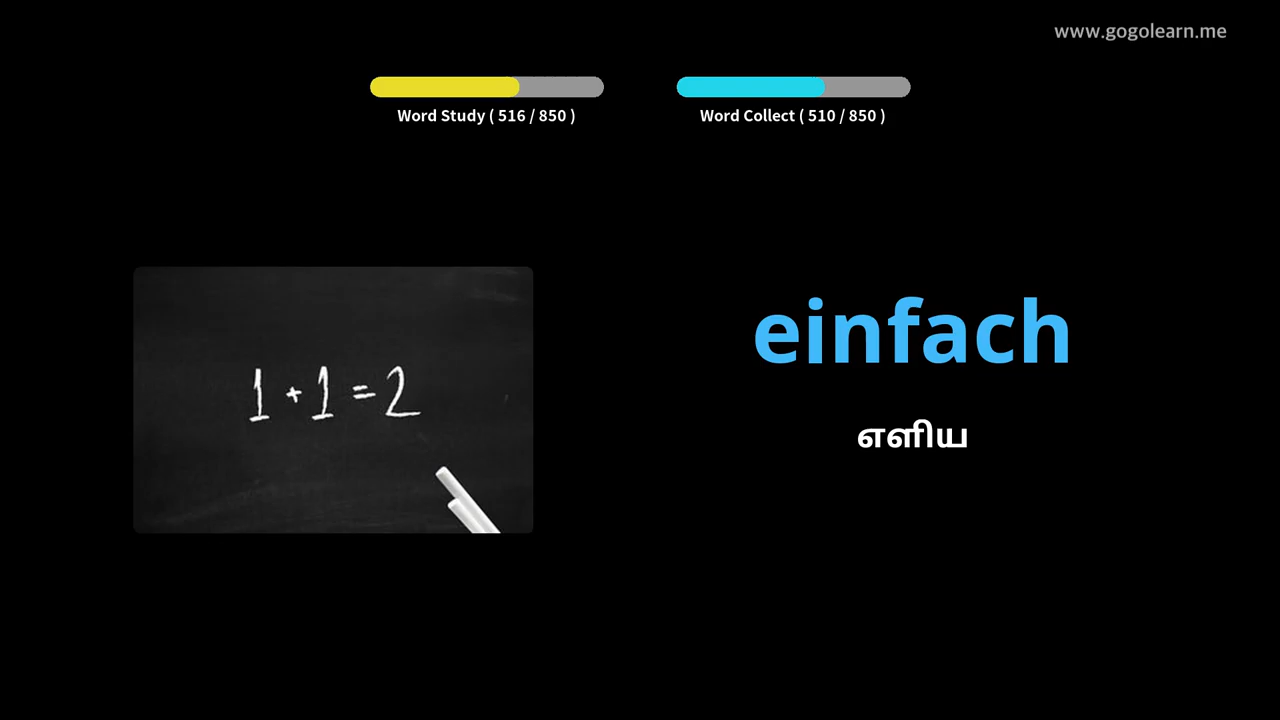 www.gogolearn.me
Word Study ( 516 / 850 )
Word Collect ( 510 / 850 )
1 + 1 = 2
einfach
எளிய